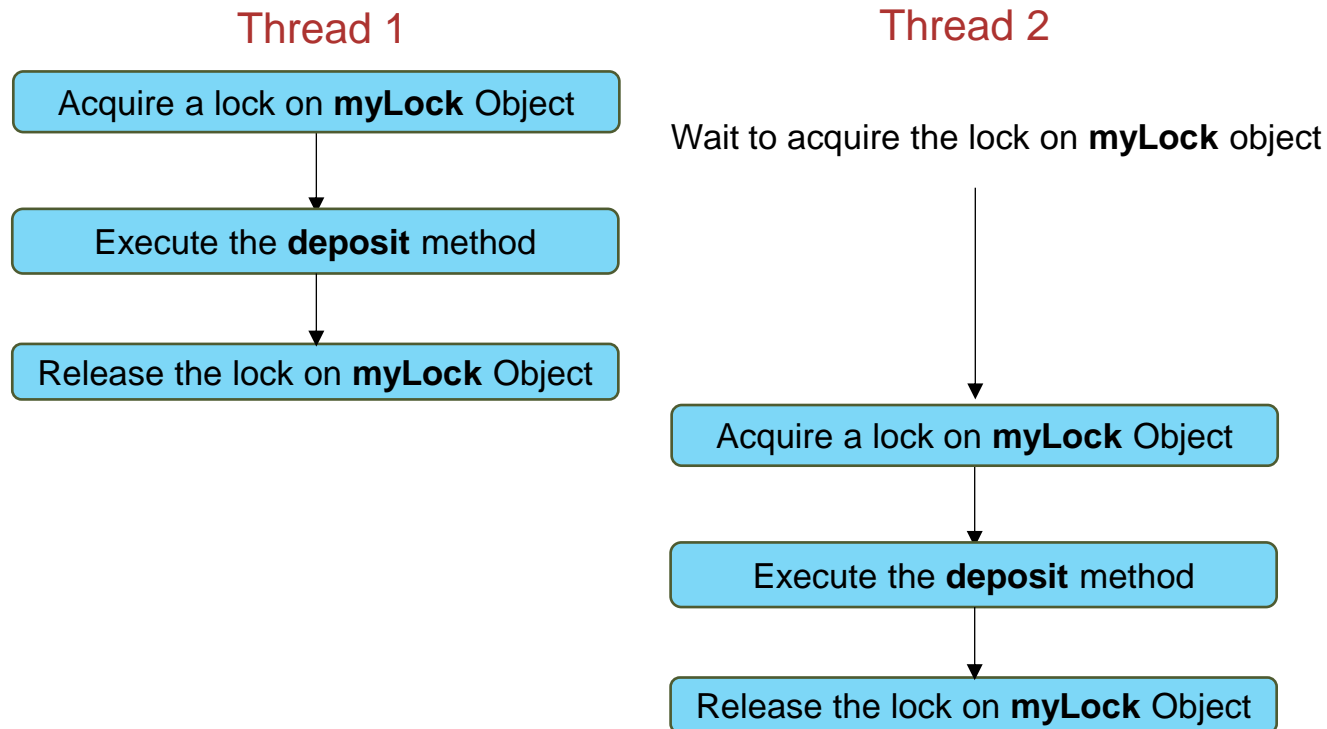 Thread 1
Acquire a lock on myLock Object
Execute the deposit method
Release the lock on myLock Object
Thread 2
Wait to acquire the lock on myLock object
Acquire a lock on myLock Object
Execute the deposit method
Release the lock on myLock Object